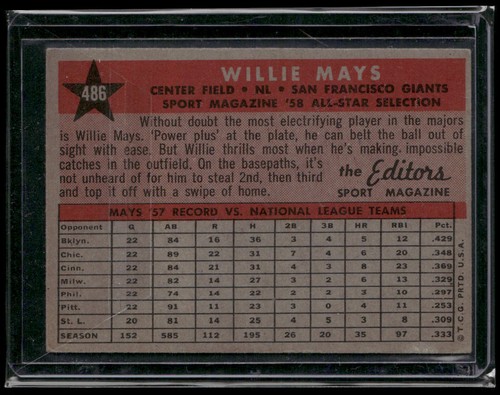 486
WILLIE MAYS
CENTER FIELD • NL • SAN FRANCISCO GIANTS
SPORT MAGAZINE '58 ALL-STAR SELECTION
Without doubt the most electrifying player in the majors
is Willie Mays. 'Power plus' at the plate, he can belt the ball out of
sight with ease. But Willie thrills most when he's making impossible
catches in the outfield. On the basepaths, it's
not unheard of for him to steal 2nd, then third
and top it off with a swipe of home.
the Editors
SPORT MAGAZINE
MAYS '57 RECORD VS. NATIONAL LEAGUE TEAMS
Opponent G AB R H 2B 3B HR RBI Pct.
Bklyn. 22 84 16 36 4 3 5 12 .429
Chic. 22 89 22 31 5 7 6 20 .348
Cinn. 22 84 21 31 4 3 8 23 .369
Milw. 22 82 14 27 3 2 6 13 .329
Phil. 22 74 14 22 3 2 4 7 .297
Pitt. 22 91 11 23 3 0 4 11 .253
St. L. 20 81 14 25 4 3 2 8 .309
SEASON 152 585 112 195 26 20 35 97 .333
© T.C.G. PRTD. U.S.A.